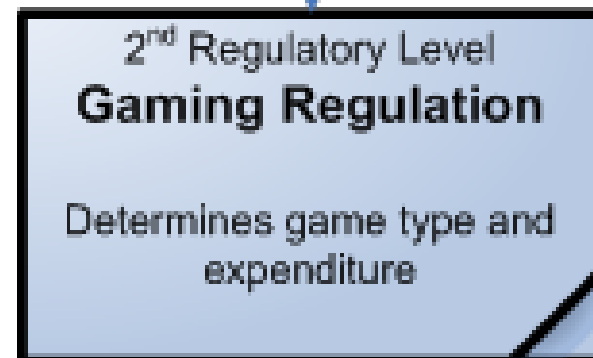 2nd Regulatory Level
Gaming Regulation
Determines game type and
expenditure